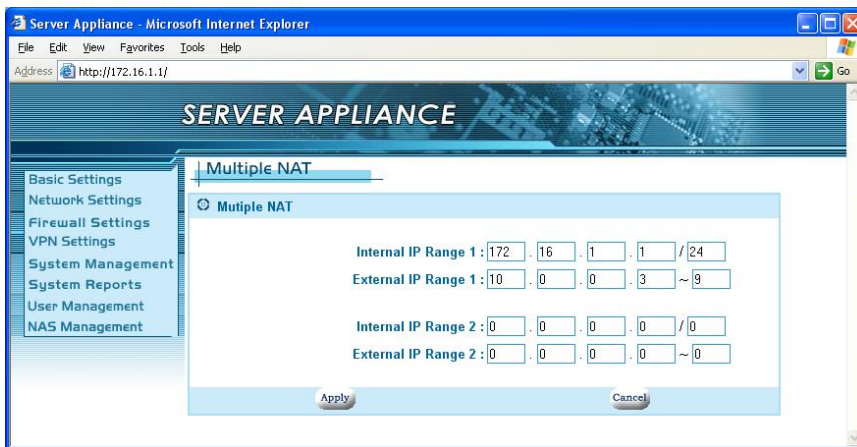 Server Appliance - Microsoft Internet Explorer
File Edit View Favorites Tools Help
Address http://172.16.1.1/ Go
SERVER APPLIANCE
Multiple NAT
Basic Settings
Network Settings
Firewall Settings
VPN Settings
System Management
System Reports
User Management
NAS Management
Mutiple NAT
Internal IP Range 1 : 172 . 16 . 1 . 1 / 24
External IP Range 1 : 10 . 0 . 0 . 3 ~ 9
Internal IP Range 2 : 0 . 0 . 0 . 0 / 0
External IP Range 2 : 0 . 0 . 0 . 0 ~ 0
Apply Cancel